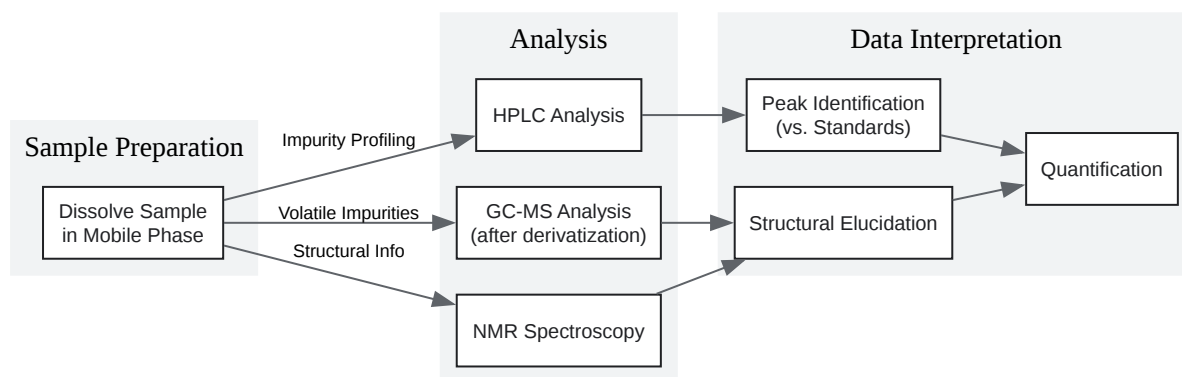 Sample Preparation
Dissolve Sample
in Mobile Phase
Impurity Profiling
Volatile Impurities
Structural Info
Analysis
HPLC Analysis
GC-MS Analysis
(after derivatization)
NMR Spectroscopy
Data Interpretation
Peak Identification
(vs. Standards)
Structural Elucidation
Quantification